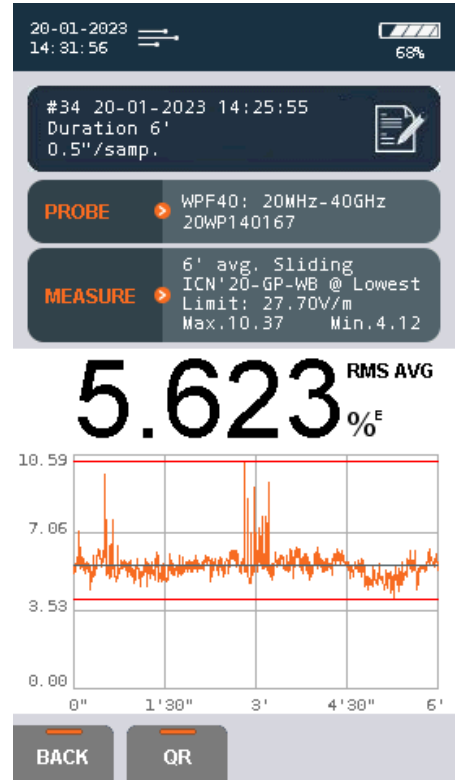 20-01-2023
14:31:56
68%
#34 20-01-2023 14:25:55
Duration 6'
0.5"/samp.
PROBE
WPF40: 20MHz-40GHz
20WP140167
MEASURE
6' avg. Sliding
ICN'20-GP-WB @ Lowest
Limit: 27.70V/m
Max.10.37 Min.4.12
5.623 RMS AVG
%E
10.59
7.06
3.53
0.00
0" 1'30" 3' 4'30" 6'
BACK QR